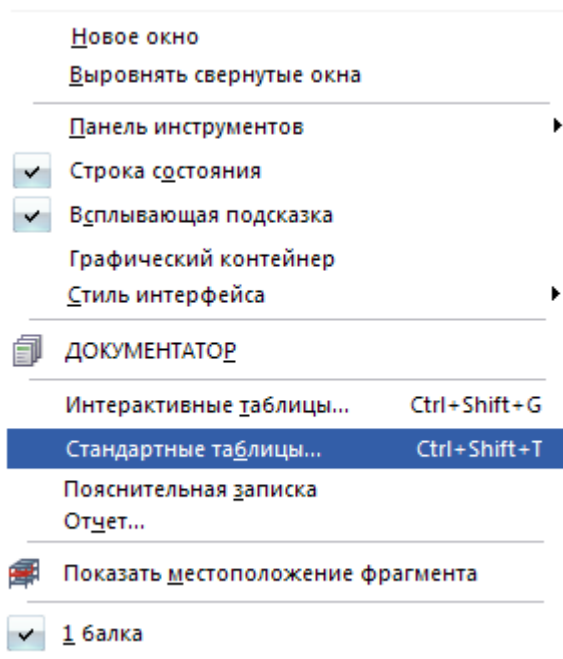 Новое окно
Выровнять свернутые окна
Панель инструментов
Строка состояния
Всплывающая подсказка
Графический контейнер
Стиль интерфейса
ДОКУМЕНТАТОР
Интерактивные таблицы... Ctrl+Shift+G
Стандартные таблицы... Ctrl+Shift+T
Пояснительная записка
Отчет...
Показать местоположение фрагмента
1 балка